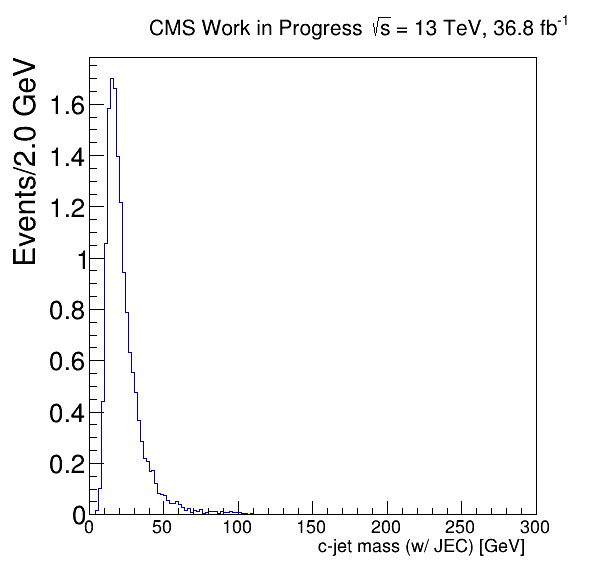 CMS Work in Progress √s = 13 TeV, 36.8 fb⁻¹
Events/2.0 GeV
1.6
1.4
1.2
1
0.8
0.6
0.4
0.2
0
0 50 100 150 200 250 300
c-jet mass (w/ JEC) [GeV]